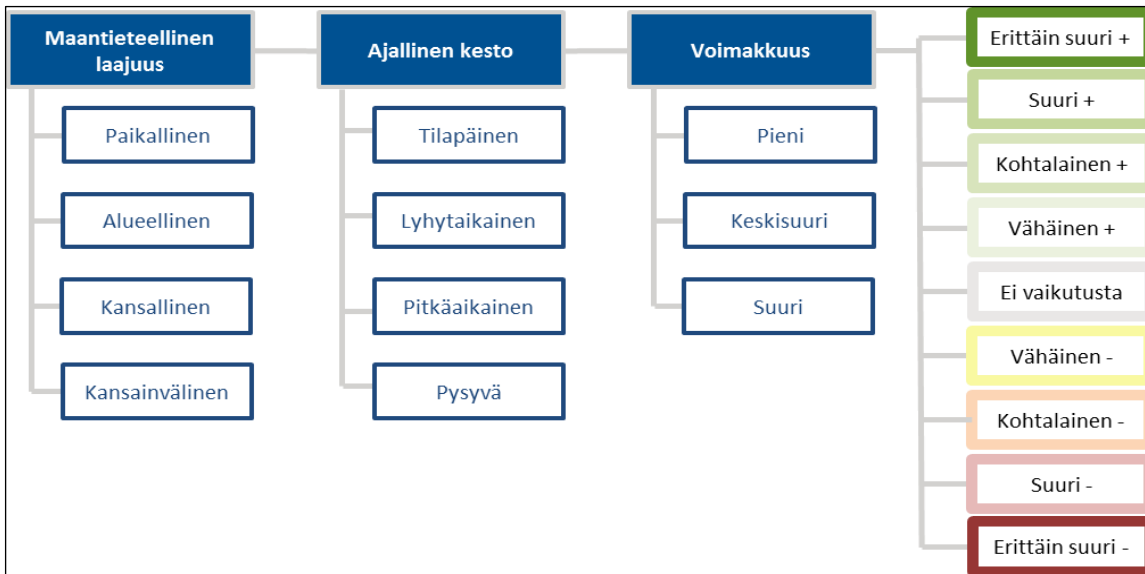 Maantieteellinen
laajuus
Paikallinen
Alueellinen
Kansallinen
Kansainvälinen
Ajallinen kesto
Tilapäinen
Lyhytaikainen
Pitkäaikainen
Pysyvä
Voimakkuus
Pieni
Keskisuuri
Suuri
Erittäin suuri +
Suuri +
Kohtalainen +
Vähäinen +
Ei vaikutusta
Vähäinen -
Kohtalainen -
Suuri -
Erittäin suuri -